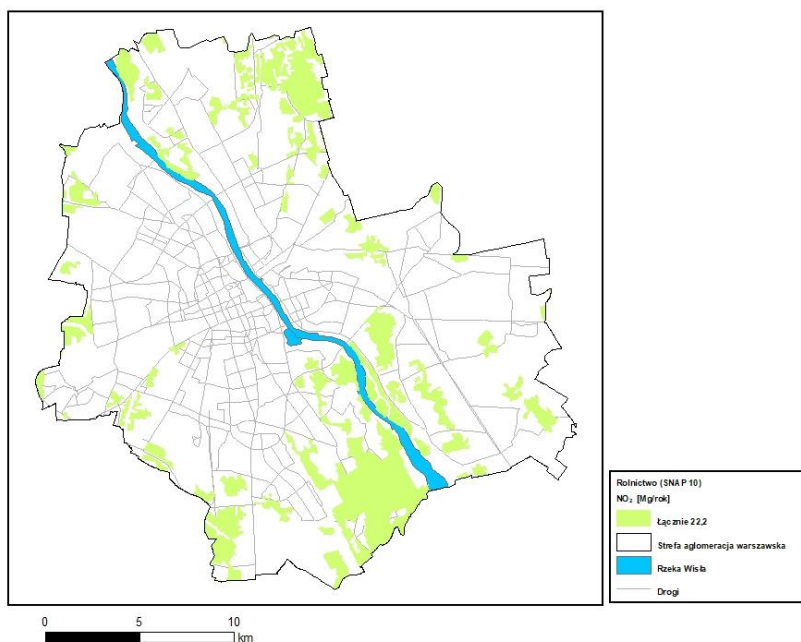 Rolnictwo (SNAP 10)
NO₂ [Mg/rok]
Łącznie 22,2
Strefa aglomeracja warszawska
Rzeka Wisła
Drogi
0 5 10
km